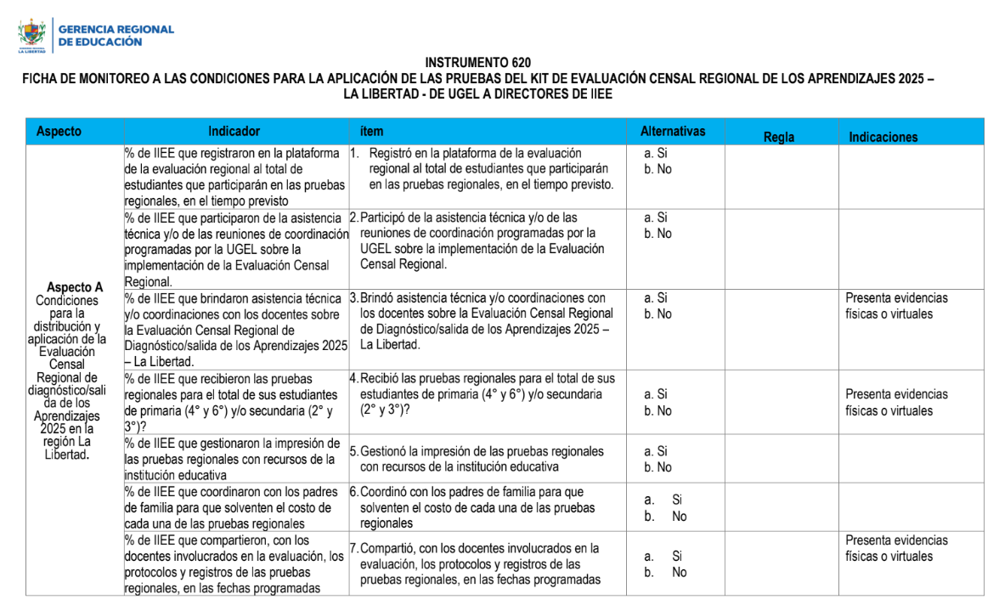 GERENCIA REGIONAL
DE EDUCACIÓN
GOBIERNO REGIONAL
LA LIBERTAD
INSTRUMENTO 620
FICHA DE MONITOREO A LAS CONDICIONES PARA LA APLICACIÓN DE LAS PRUEBAS DEL KIT DE EVALUACIÓN CENSAL REGIONAL DE LOS APRENDIZAJES 2025 –
LA LIBERTAD - DE UGEL A DIRECTORES DE IIEE
Aspecto
Indicador
ítem
Alternativas
Regla
Indicaciones
Aspecto A
Condiciones
para la
distribución y
aplicación de la
Evaluación
Censal
Regional de
diagnóstico/sali
da de los
Aprendizajes
2025 en la
región La
Libertad.
% de IIEE que registraron en la plataforma
de la evaluación regional al total de
estudiantes que participarán en las pruebas
regionales, en el tiempo previsto
1. Registró en la plataforma de la evaluación
regional al total de estudiantes que participarán
en las pruebas regionales, en el tiempo previsto.
a. Si
b. No
% de IIEE que participaron de la asistencia
técnica y/o de las reuniones de coordinación
programadas por la UGEL sobre la
implementación de la Evaluación Censal
Regional.
2. Participó de la asistencia técnica y/o de las
reuniones de coordinación programadas por la
UGEL sobre la implementación de la Evaluación
Censal Regional.
a. Si
b. No
% de IIEE que brindaron asistencia técnica
y/o coordinaciones con los docentes sobre
la Evaluación Censal Regional de
Diagnóstico/salida de los Aprendizajes 2025
– La Libertad.
3. Brindó asistencia técnica y/o coordinaciones con
los docentes sobre la Evaluación Censal Regional
de Diagnóstico/salida de los Aprendizajes 2025 –
La Libertad.
a. Si
b. No
Presenta evidencias
físicas o virtuales
% de IIEE que recibieron las pruebas
regionales para el total de sus estudiantes
de primaria (4° y 6°) y/o secundaria (2° y
3°)?
4. Recibió las pruebas regionales para el total de sus
estudiantes de primaria (4° y 6°) y/o secundaria
(2° y 3°)?
a. Si
b. No
Presenta evidencias
físicas o virtuales
% de IIEE que gestionaron la impresión de
las pruebas regionales con recursos de la
institución educativa
5. Gestionó la impresión de las pruebas regionales
con recursos de la institución educativa
a. Si
b. No
% de IIEE que coordinaron con los padres
de familia para que solventen el costo de
cada una de las pruebas regionales
6. Coordinó con los padres de familia para que
solventen el costo de cada una de las pruebas
regionales
a. Si
b. No
% de IIEE que compartieron, con los
docentes involucrados en la evaluación, los
protocolos y registros de las pruebas
regionales, en las fechas programadas
7. Compartió, con los docentes involucrados en la
evaluación, los protocolos y registros de las
pruebas regionales, en las fechas programadas
a. Si
b. No
Presenta evidencias
físicas o virtuales